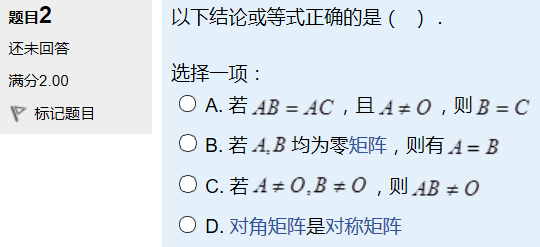 题目2
还未回答
满分2.00
标记题目
以下结论或等式正确的是（ ）.
选择一项：
A. 若 AB = AC ，且 A ≠ O ，则 B = C
B. 若 A, B 均为零矩阵，则有 A = B
C. 若 A ≠ O, B ≠ O ，则 AB ≠ O
D. 对角矩阵是对称矩阵